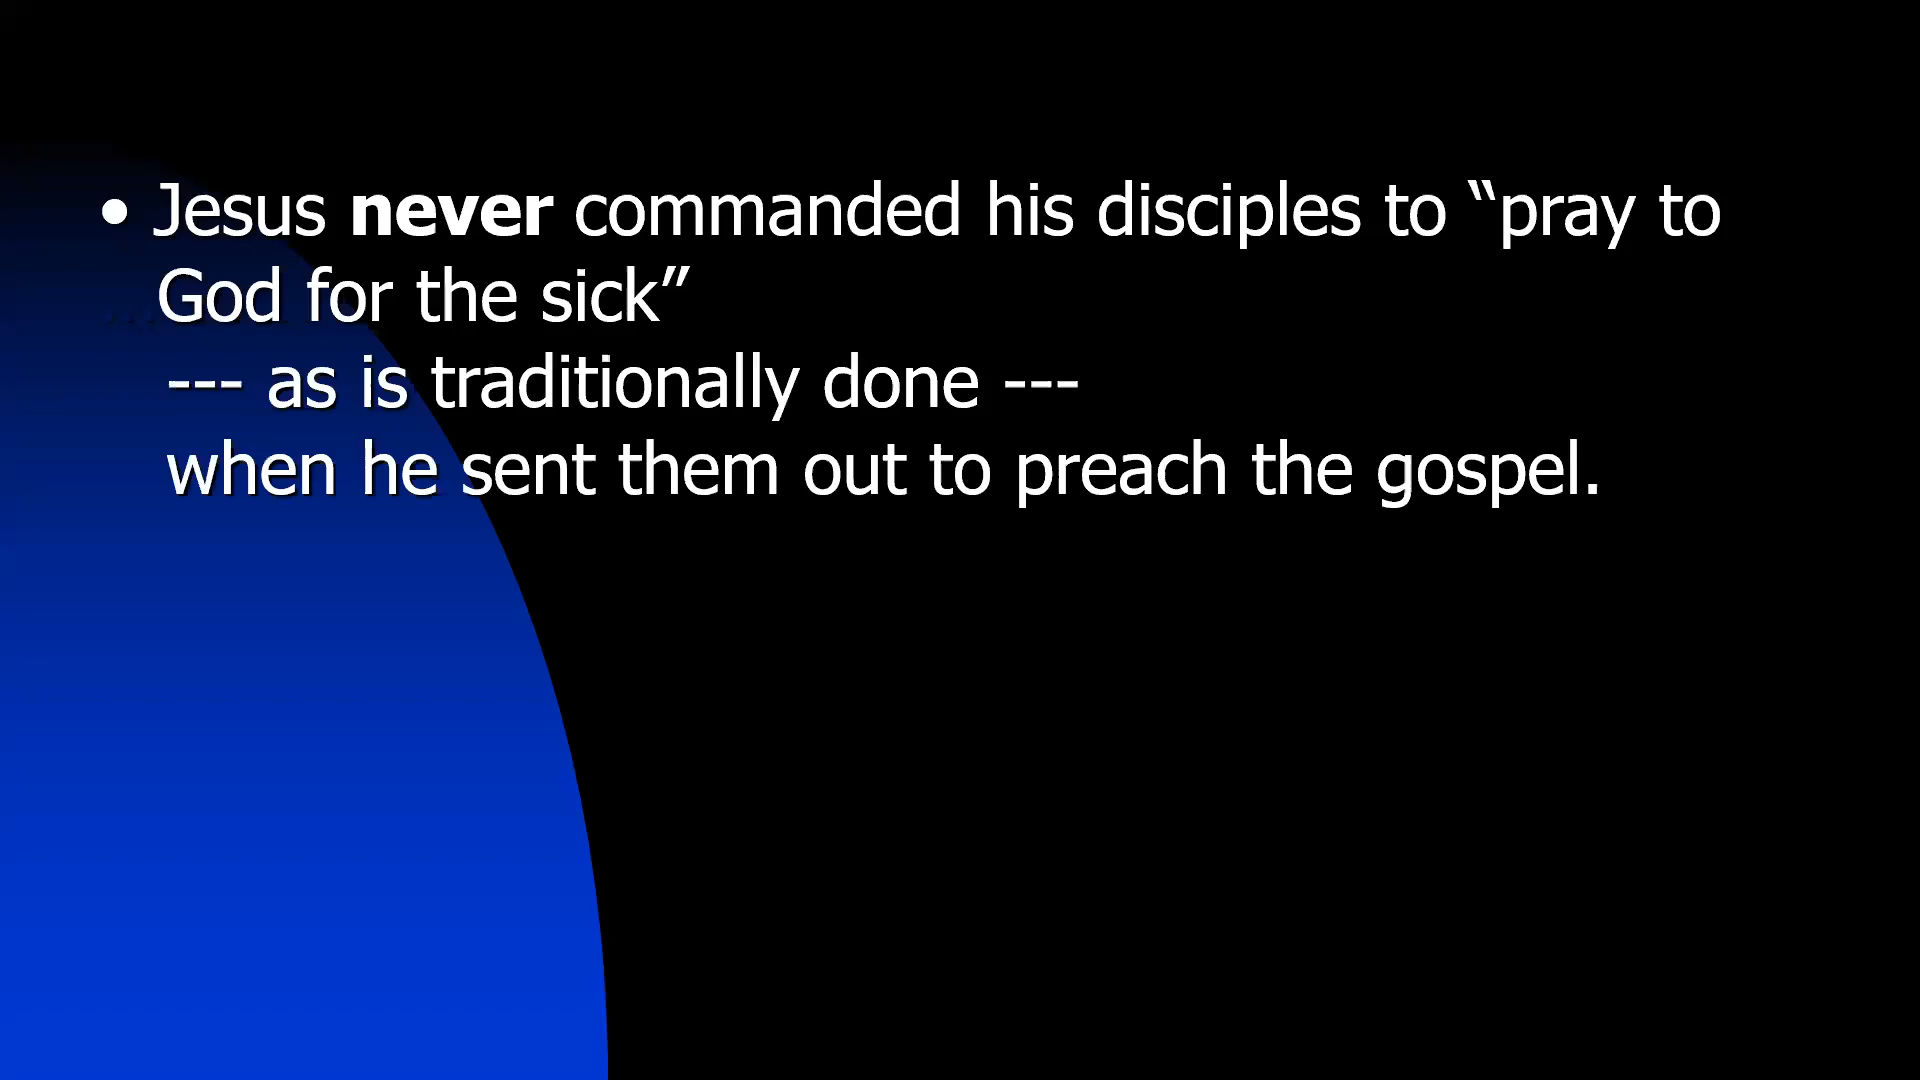 • Jesus never commanded his disciples to “pray to
God for the sick”
--- as is traditionally done ---
when he sent them out to preach the gospel.